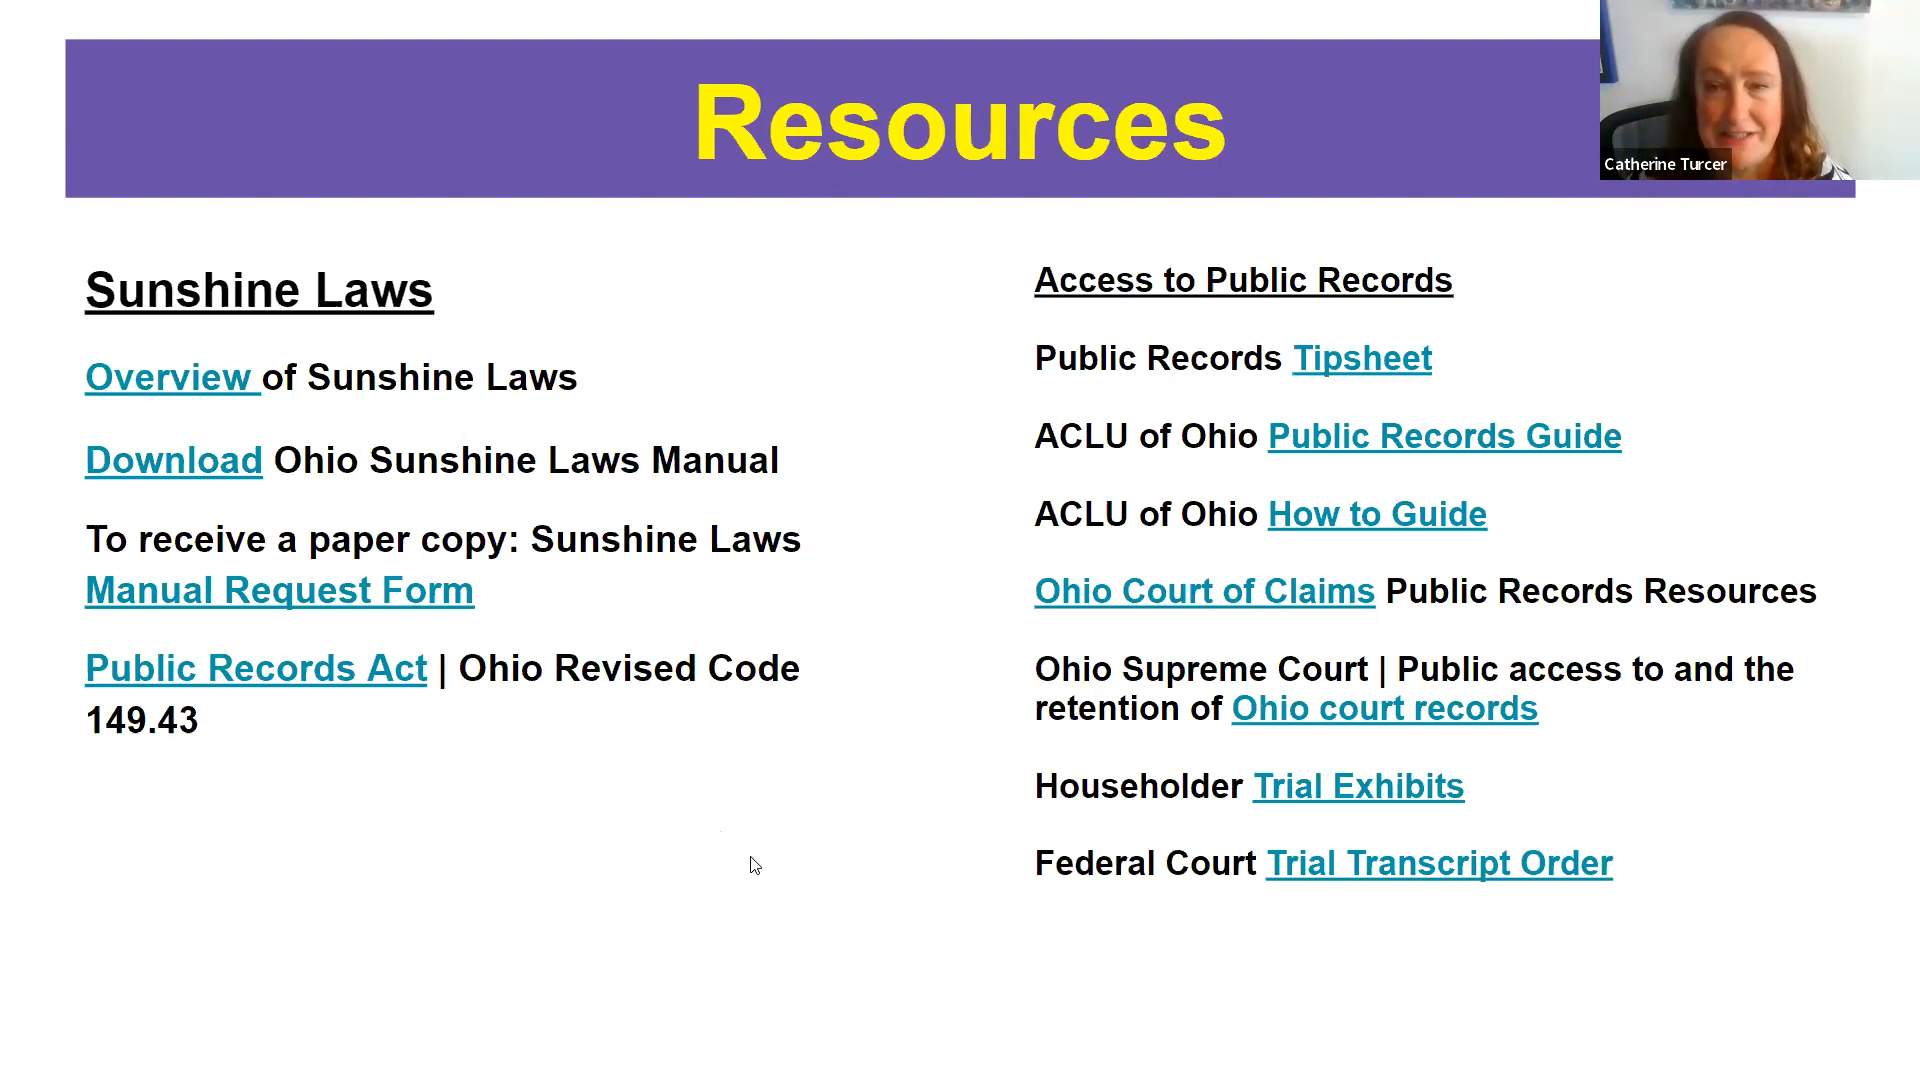 Resources
Catherine Turcer
Sunshine Laws
Overview of Sunshine Laws
Download Ohio Sunshine Laws Manual
To receive a paper copy: Sunshine Laws
Manual Request Form
Public Records Act | Ohio Revised Code
149.43
Access to Public Records
Public Records Tipsheet
ACLU of Ohio Public Records Guide
ACLU of Ohio How to Guide
Ohio Court of Claims Public Records Resources
Ohio Supreme Court | Public access to and the
retention of Ohio court records
Householder Trial Exhibits
Federal Court Trial Transcript Order